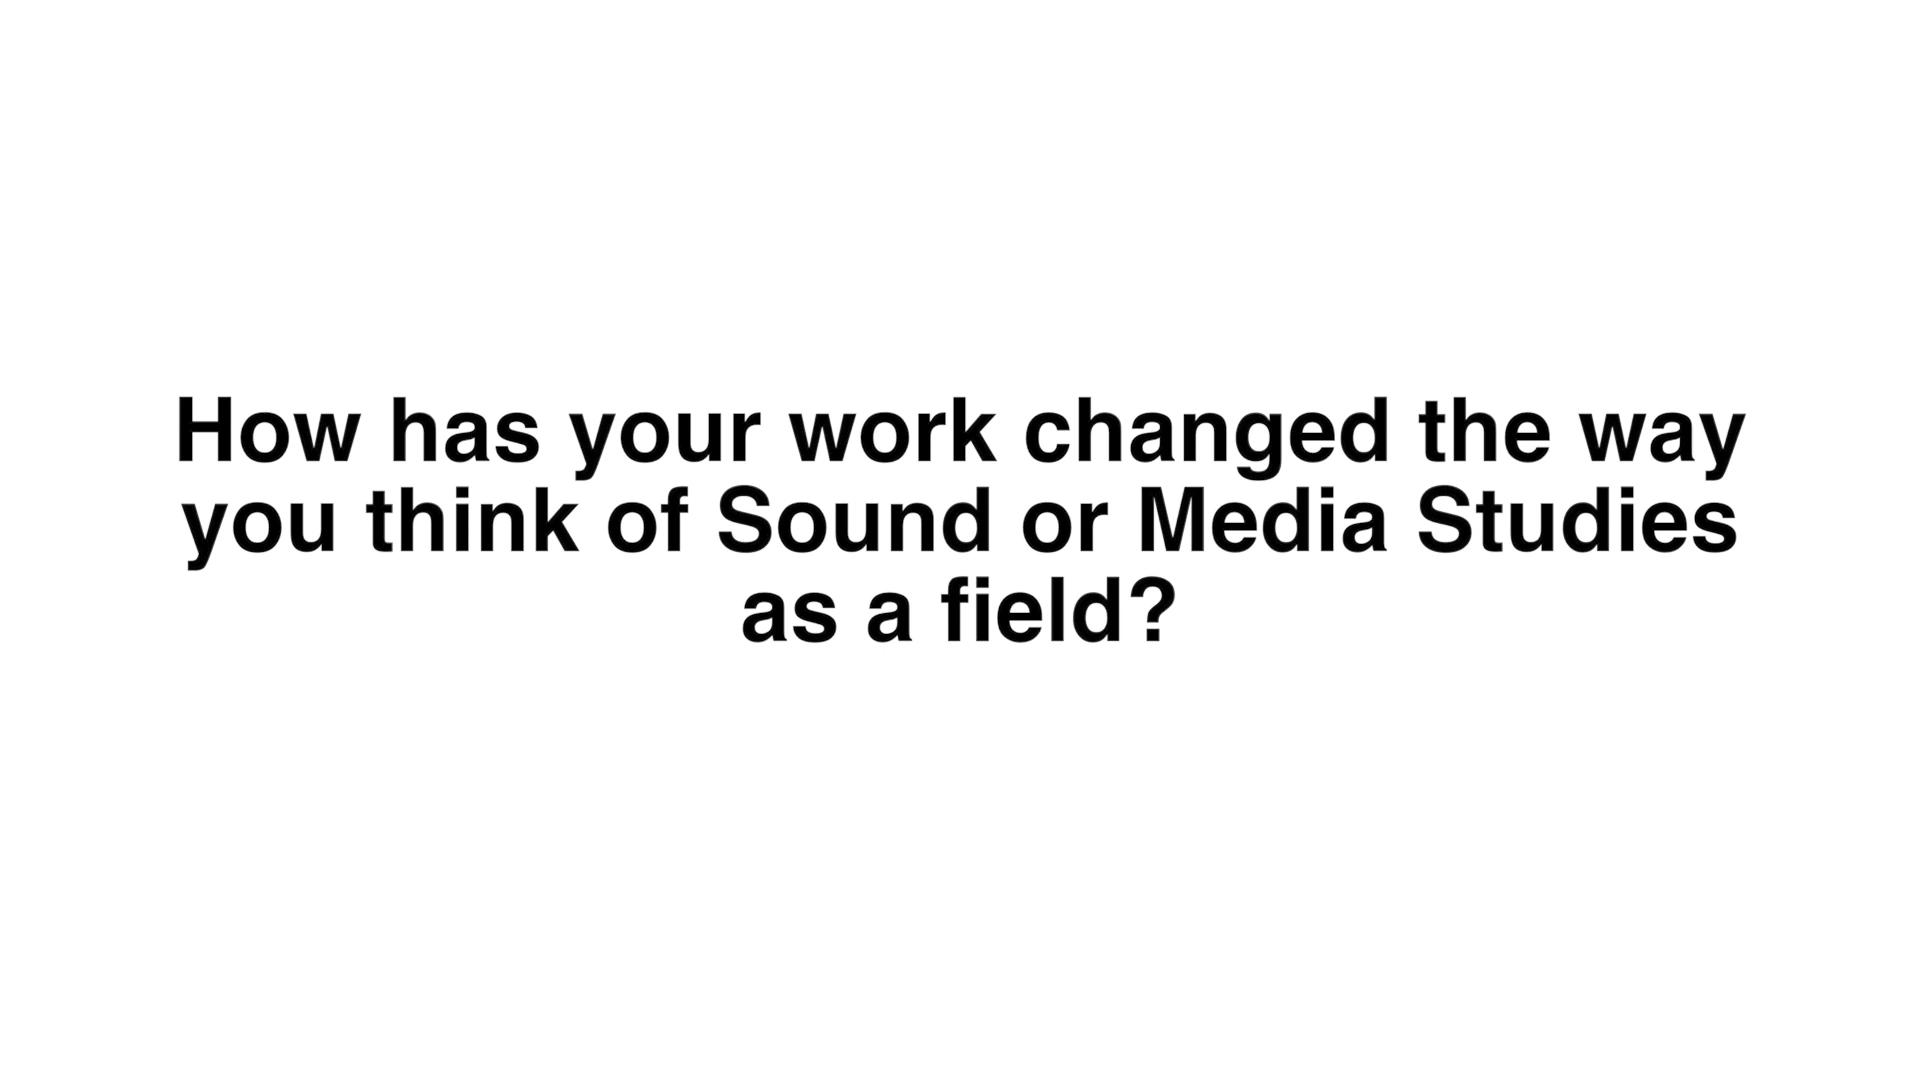 How has your work changed the way
you think of Sound or Media Studies
as a field?